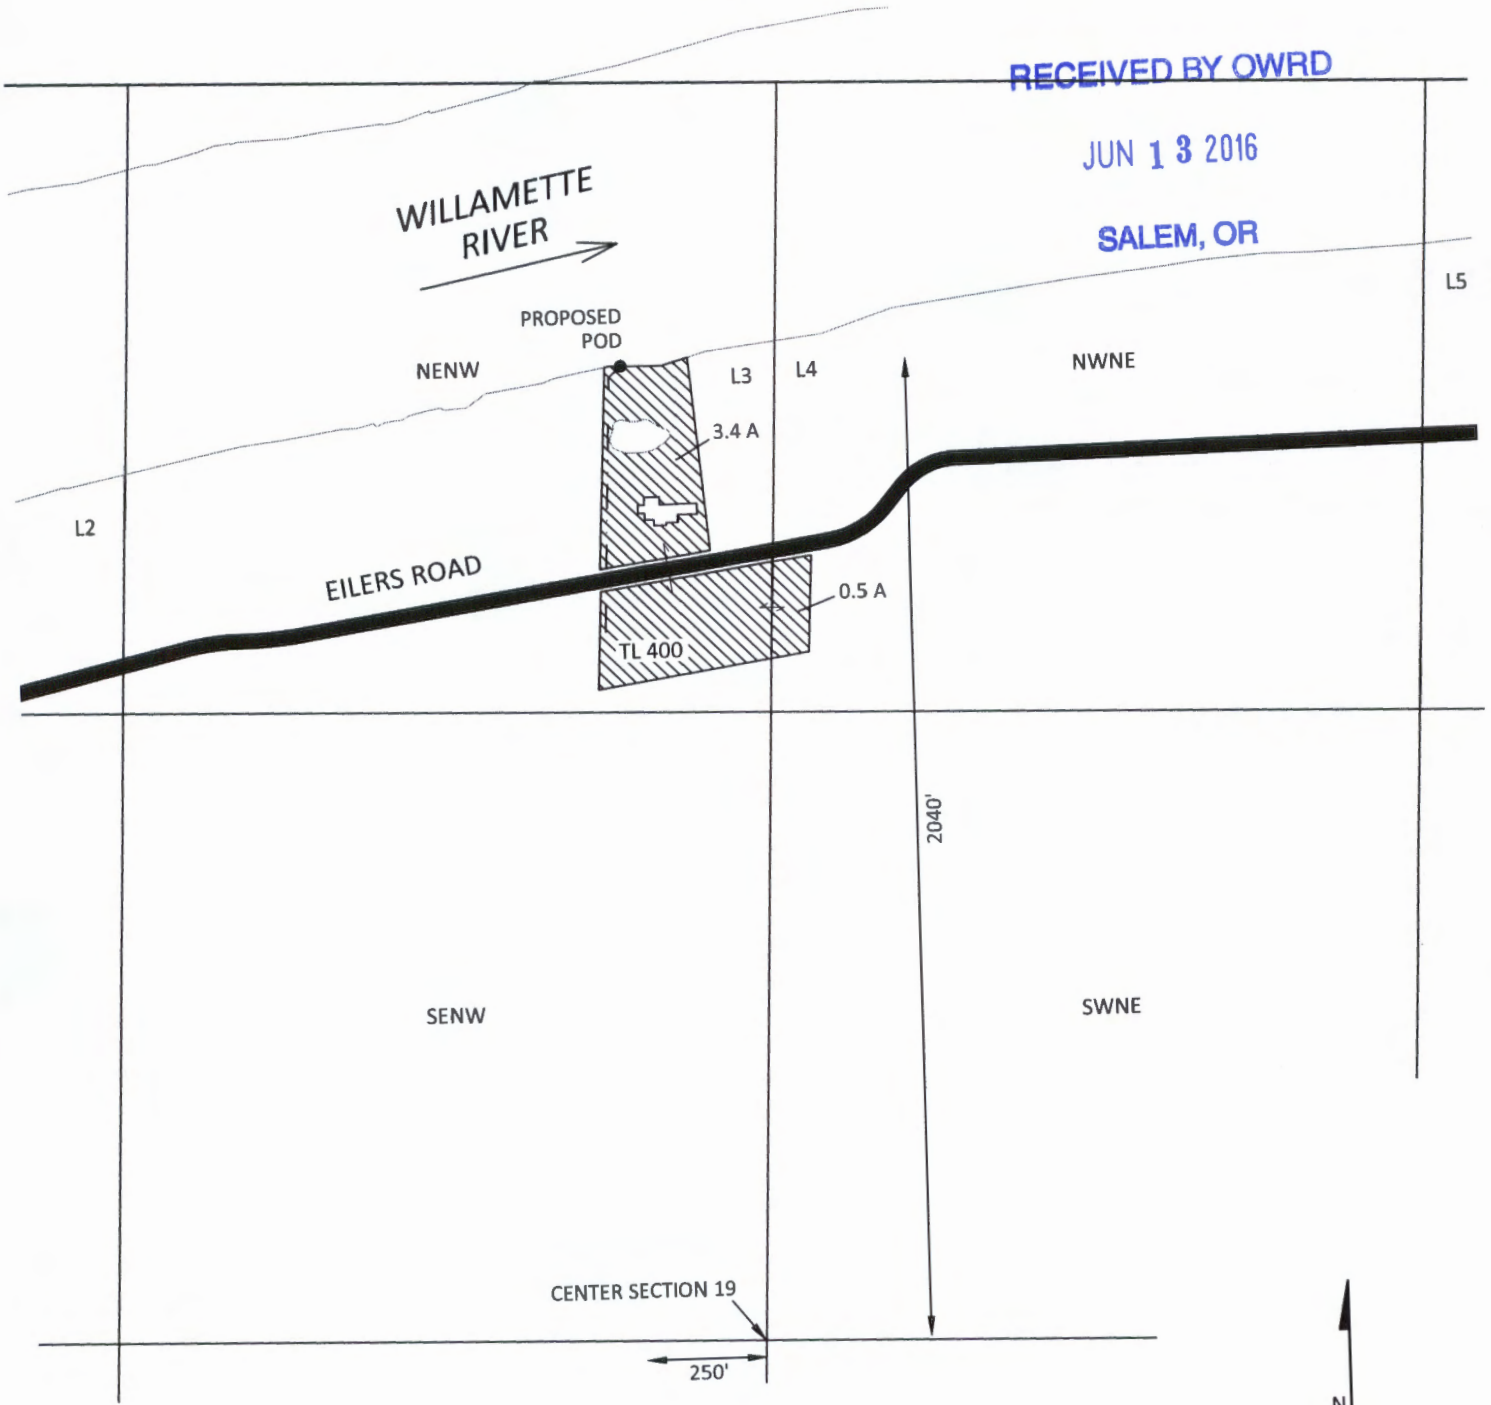 RECEIVED BY OWRD
JUN 13 2016
SALEM, OR
WILLAMETTE
RIVER
L5
PROPOSED
POD
NENW
L3
L4
NWNE
3.4 A
L2
EILERS ROAD
0.5 A
TL 400
2040'
SENW
SWNE
CENTER SECTION 19
250'
N